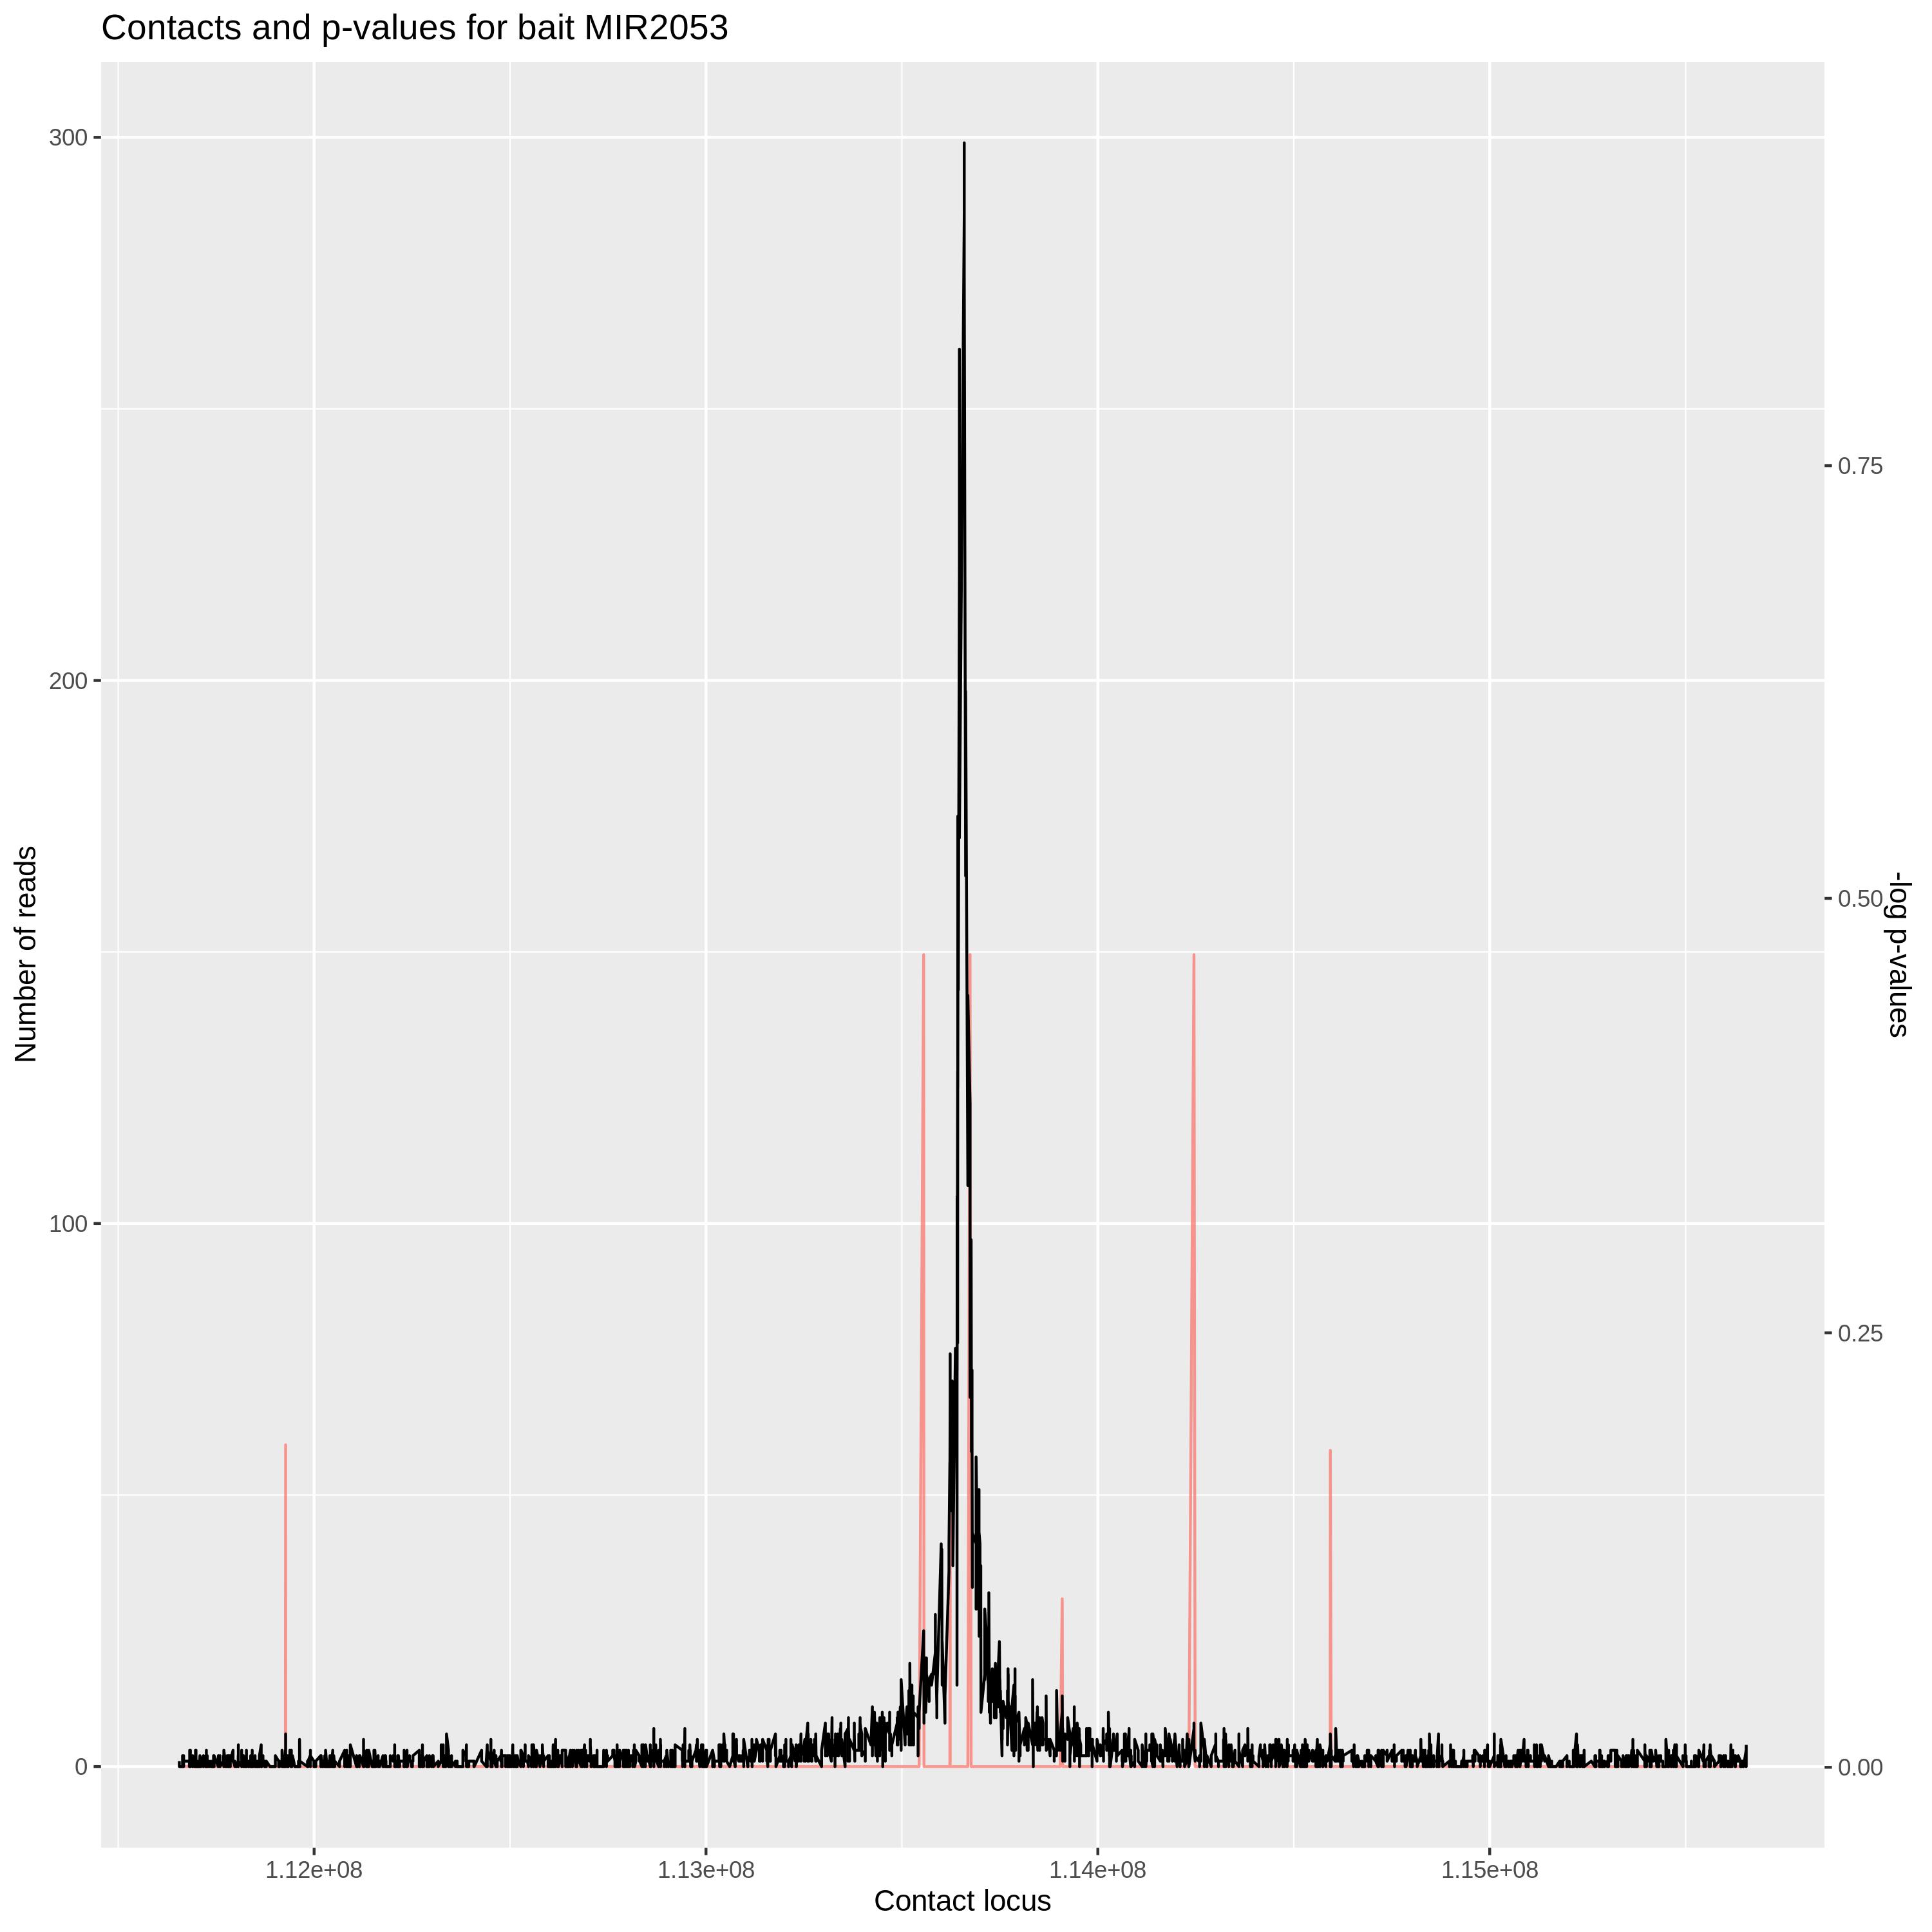 Contacts and p-values for bait MIR2053
300
200
100
0
Number of reads
0.75
0.50
0.25
0.00
-log p-values
1.12e+08 1.13e+08 1.14e+08 1.15e+08
Contact locus